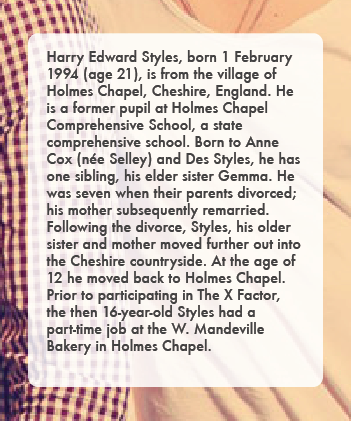 Harry Edward Styles, born 1 February
1994 (age 21), is from the village of
Holmes Chapel, Cheshire, England. He
is a former pupil at Holmes Chapel
Comprehensive School, a state
comprehensive school. Born to Anne
Cox (née Selley) and Des Styles, he has
one sibling, his elder sister Gemma. He
was seven when their parents divorced;
his mother subsequently remarried.
Following the divorce, Styles, his older
sister and mother moved further out into
the Cheshire countryside. At the age of
12 he moved back to Holmes Chapel.
Prior to participating in The X Factor,
the then 16-year-old Styles had a
part-time job at the W. Mandeville
Bakery in Holmes Chapel.